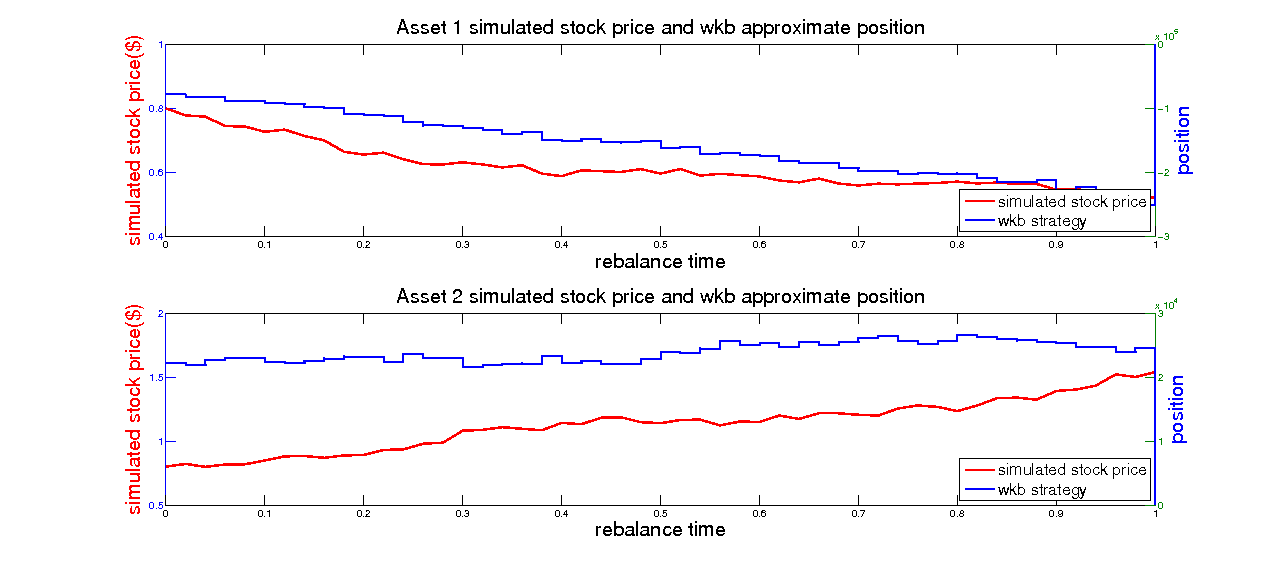 Asset 1 simulated stock price and wkb approximate position
simulated stock price($)
1
0.8
0.6
0.4
0
-1
-2
-3
position
simulated stock price
wkb strategy
0 0.1 0.2 0.3 0.4 0.5 0.6 0.7 0.8 0.9 1
rebalance time
Asset 2 simulated stock price and wkb approximate position
x 10^4
simulated stock price($)
2
1.5
1
0.5
3
2
1
0
position
simulated stock price
wkb strategy
0 0.1 0.2 0.3 0.4 0.5 0.6 0.7 0.8 0.9 1
rebalance time